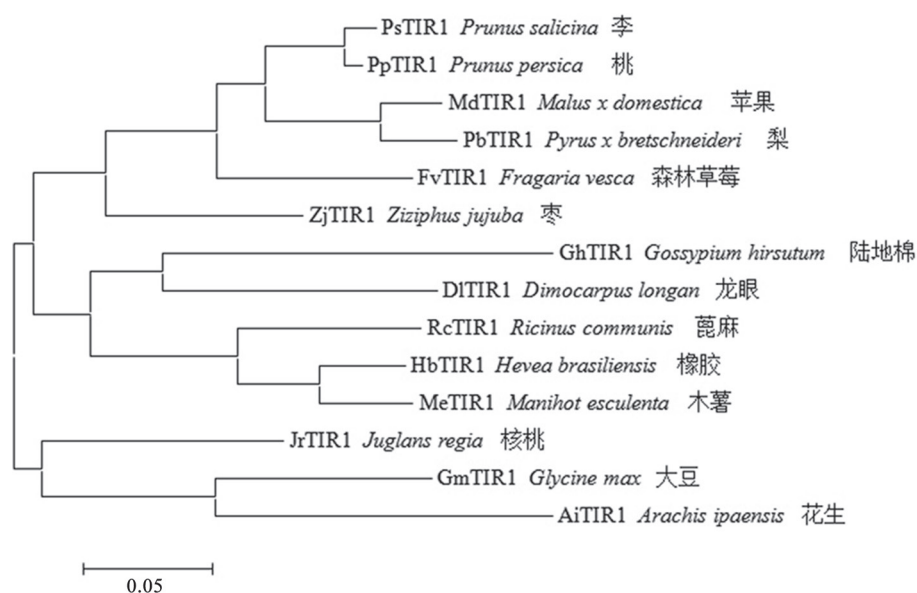 PsTIR1 Prunus salicina 李
PpTIR1 Prunus persica 桃
MdTIR1 Malus x domestica 苹果
PbTIR1 Pyrus x bretschneideri 梨
FvTIR1 Fragaria vesca 森林草莓
ZjTIR1 Ziziphus jujuba 枣
GhTIR1 Gossypium hirsutum 陆地棉
DlTIR1 Dimocarpus longan 龙眼
RcTIR1 Ricinus communis 蓖麻
HbTIR1 Hevea brasiliensis 橡胶
MeTIR1 Manihot esculenta 木薯
JrTIR1 Juglans regia 核桃
GmTIR1 Glycine max 大豆
AiTIR1 Arachis ipaensis 花生
0.05